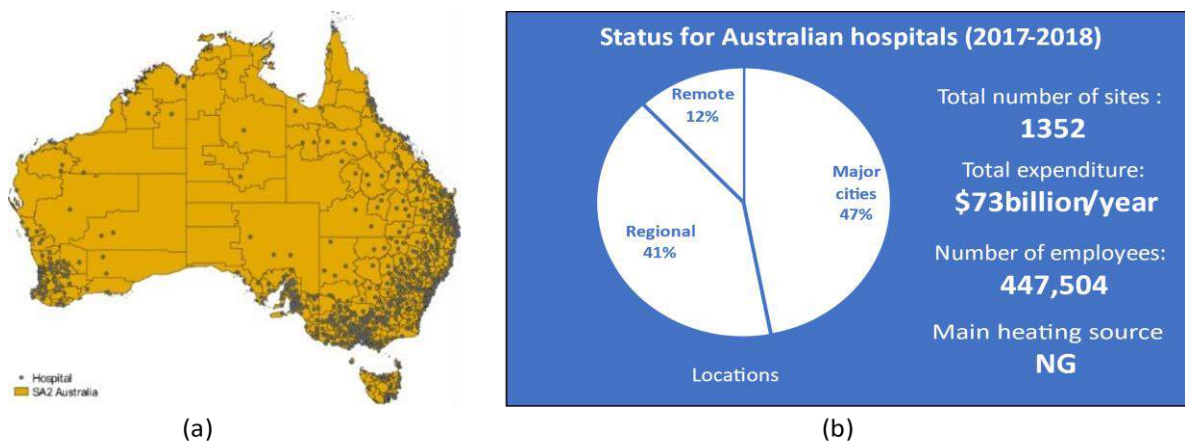 Hospital
SA2 Australia
(a)
Status for Australian hospitals (2017-2018)
Remote
12%
Major
cities
47%
Regional
41%
Locations
Total number of sites :
1352
Total expenditure:
$73billion/year
Number of employees:
447,504
Main heating source
NG
(b)